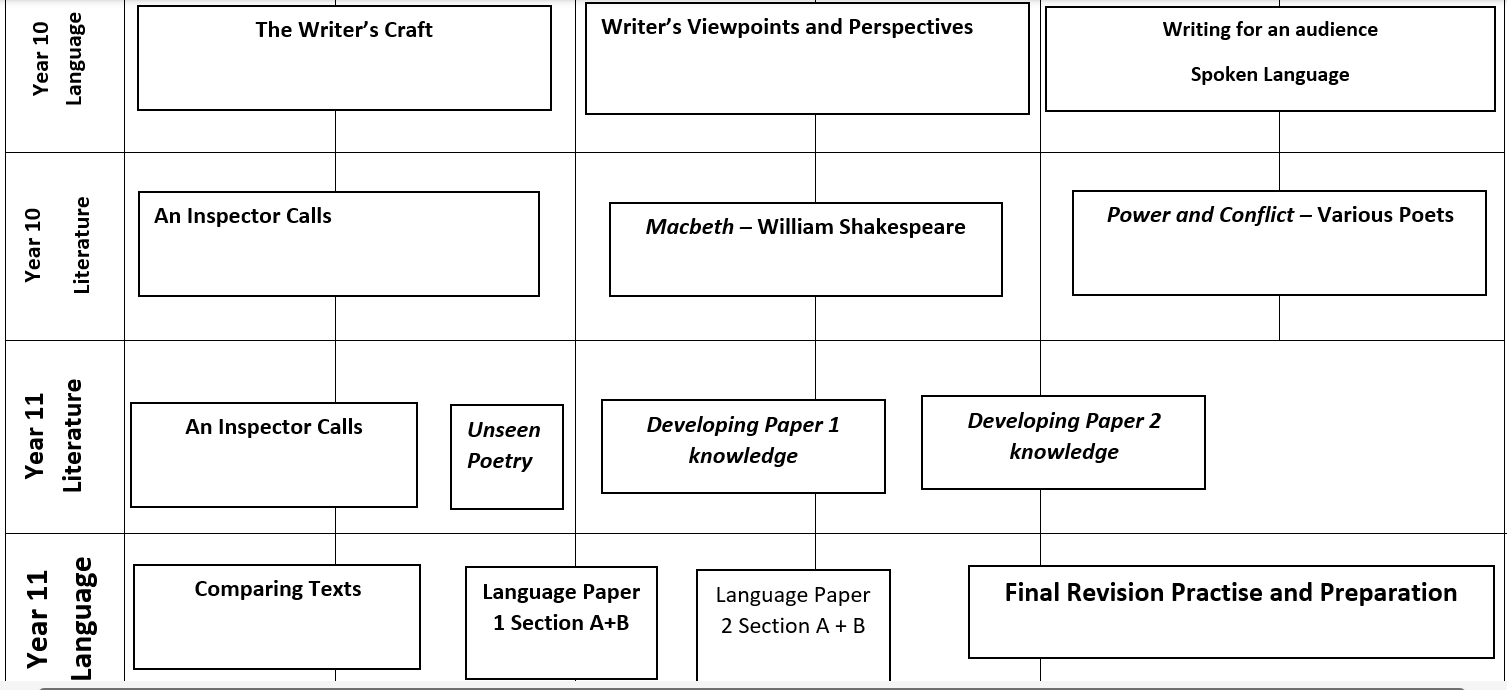 Year 10
Language
The Writer’s Craft
Writer’s Viewpoints and Perspectives
Writing for an audience
Spoken Language
Year 10
Literature
An Inspector Calls
Macbeth – William Shakespeare
Power and Conflict – Various Poets
Year 11
Literature
An Inspector Calls
Unseen
Poetry
Developing Paper 1
knowledge
Developing Paper 2
knowledge
Year 11
Language
Comparing Texts
Language Paper
1 Section A+B
Language Paper
2 Section A + B
Final Revision Practise and Preparation